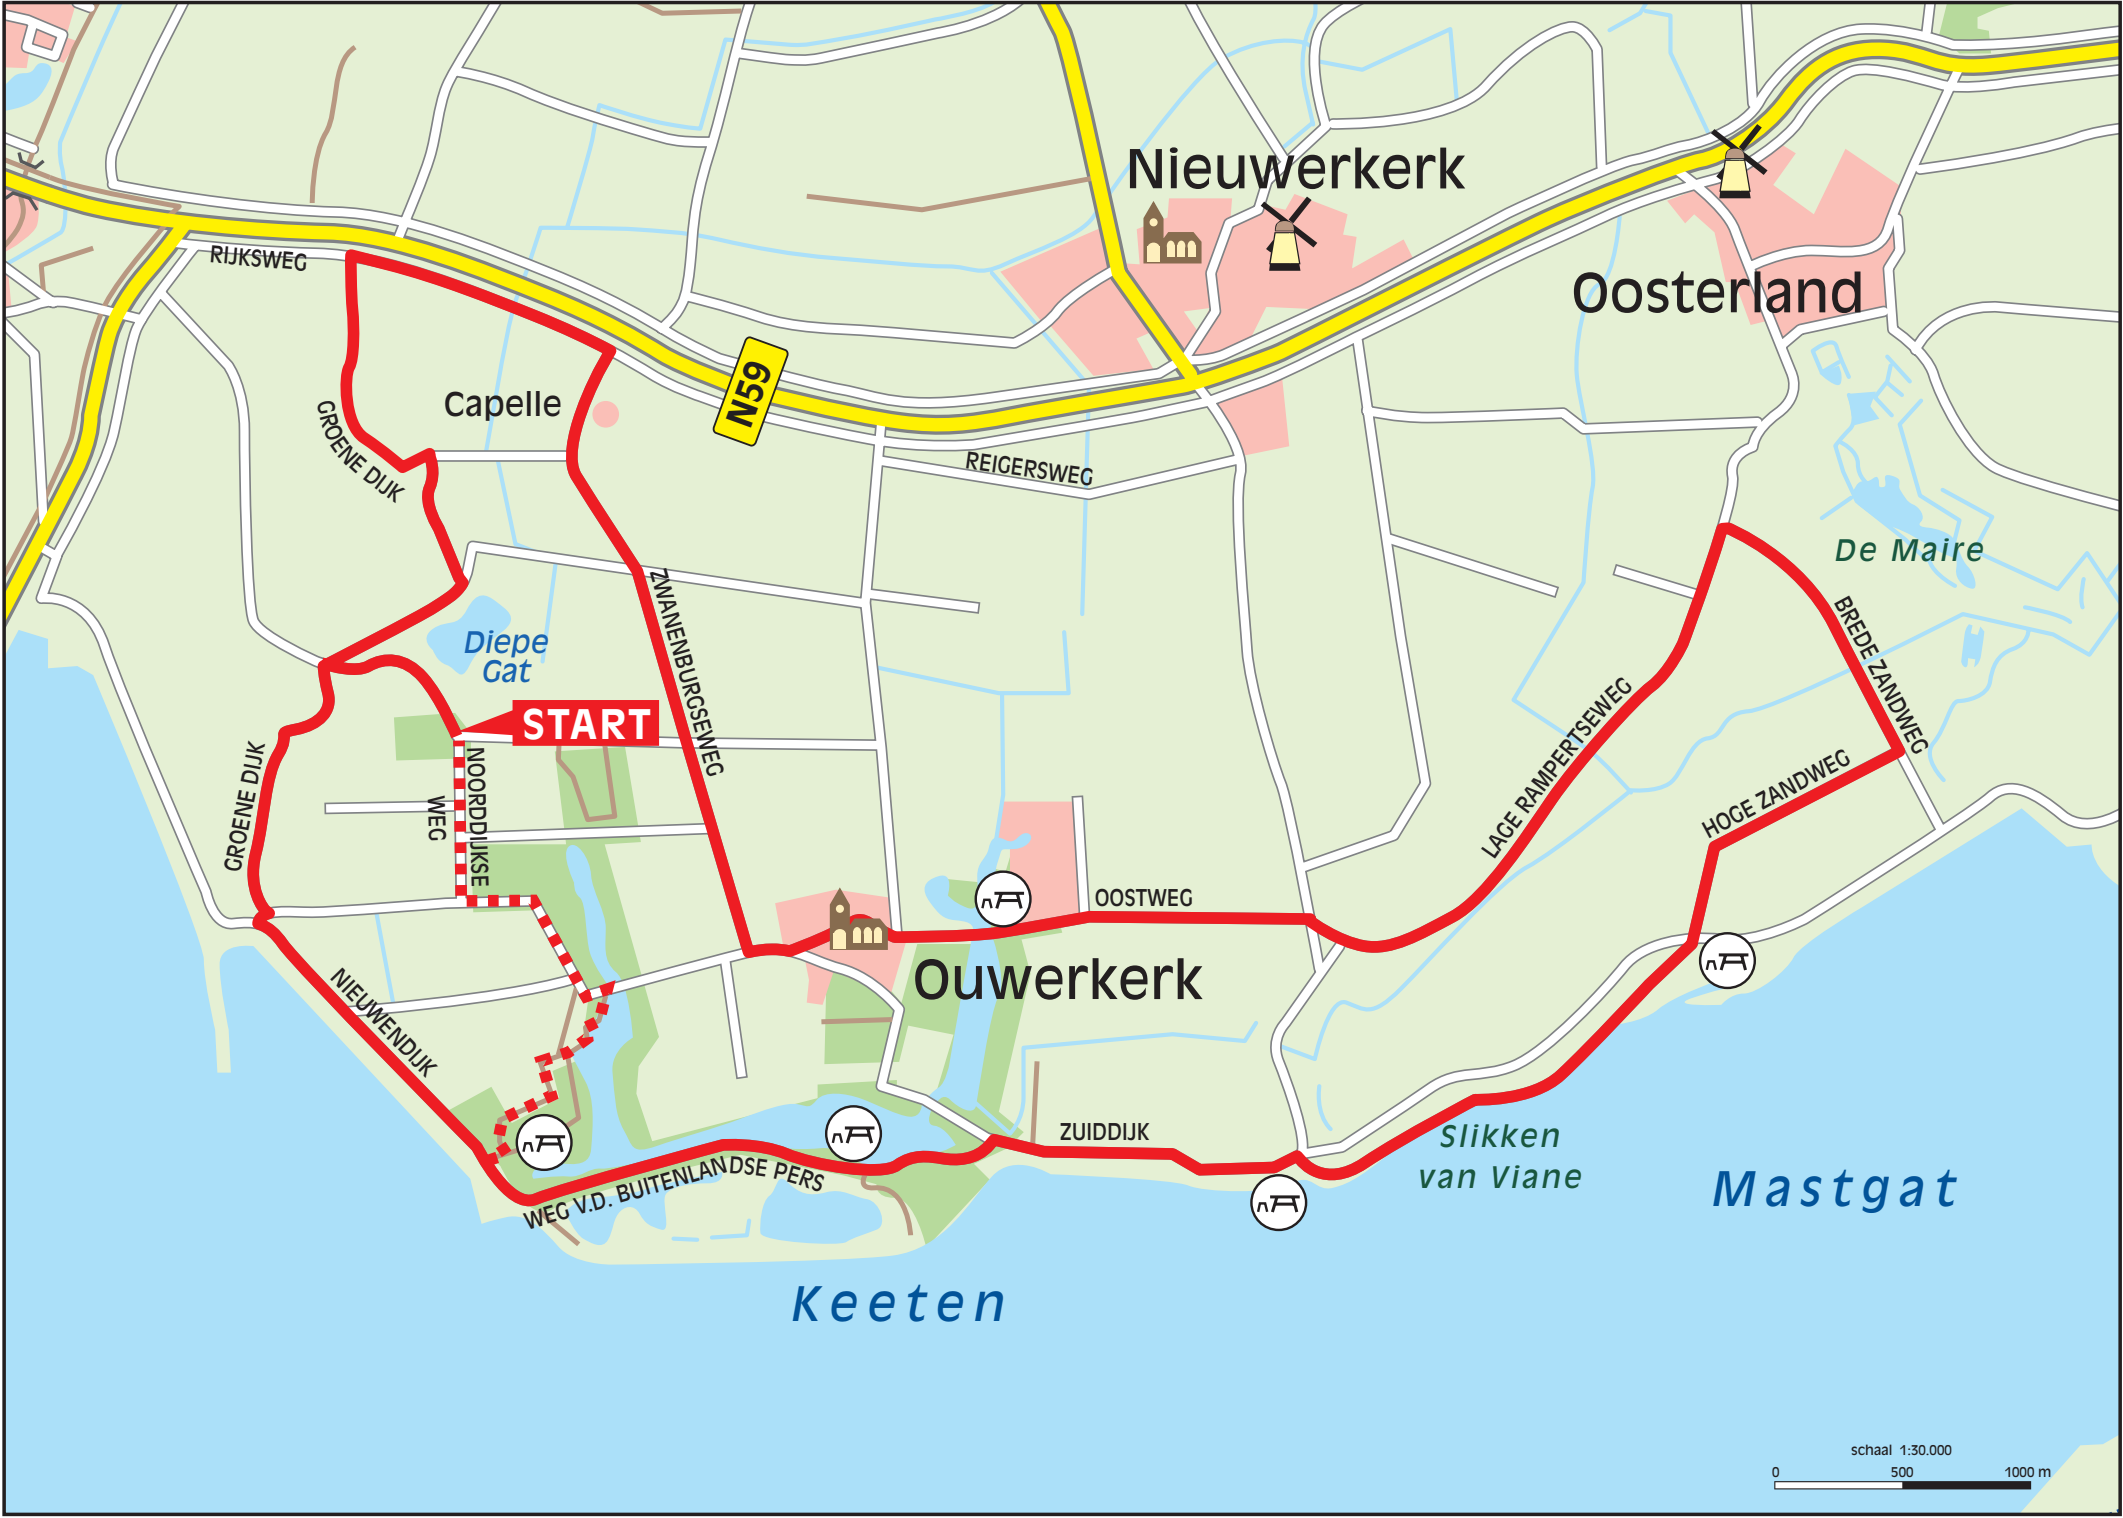 Nieuwerkerk
RIJKSWEG
Oosterland
N59
Capelle
GROENE DIJK
REIGERSWEG
De Maire
Diepe
Gat
ZWANENBURGSEWEG
BREDE ZANDWEG
START
LAGE RAMPERTSEWEG
GROENE DIJK
NOORDDIJKSE
WEG
HOGE ZANDWEG
OOSTWEG
Ouwerkerk
NIEUWENDIJK
ZUIDDIJK
Slikken
van Viane
WEG V.D. BUITENLANDSE PERS
Mastgat
Keeten
schaal 1:30.000
0 500 1000 m